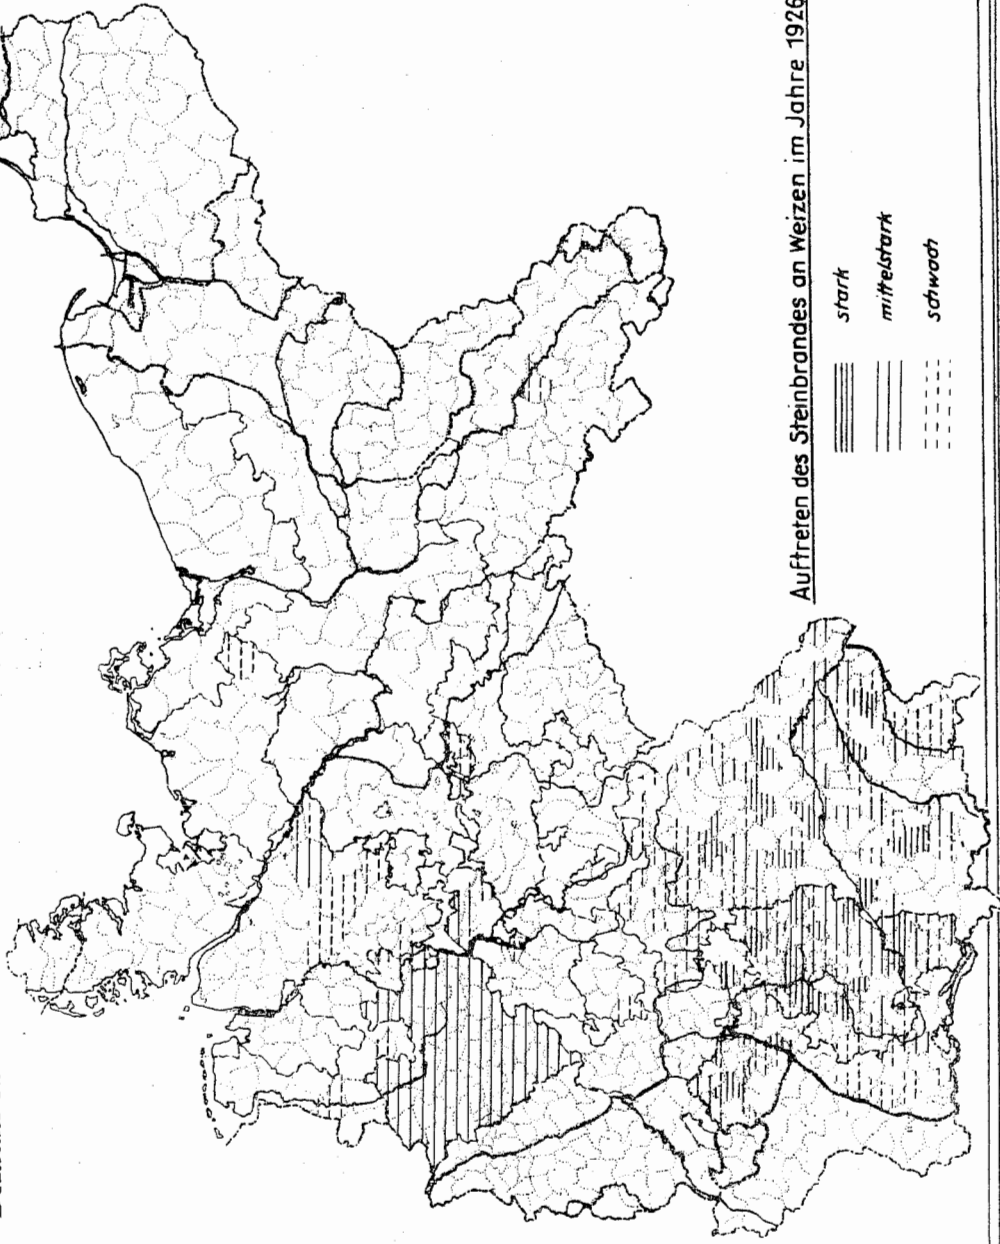 Auftreten des Steinbrandes an Weizen im Jahre 1926
stark
mittelstark
schwach